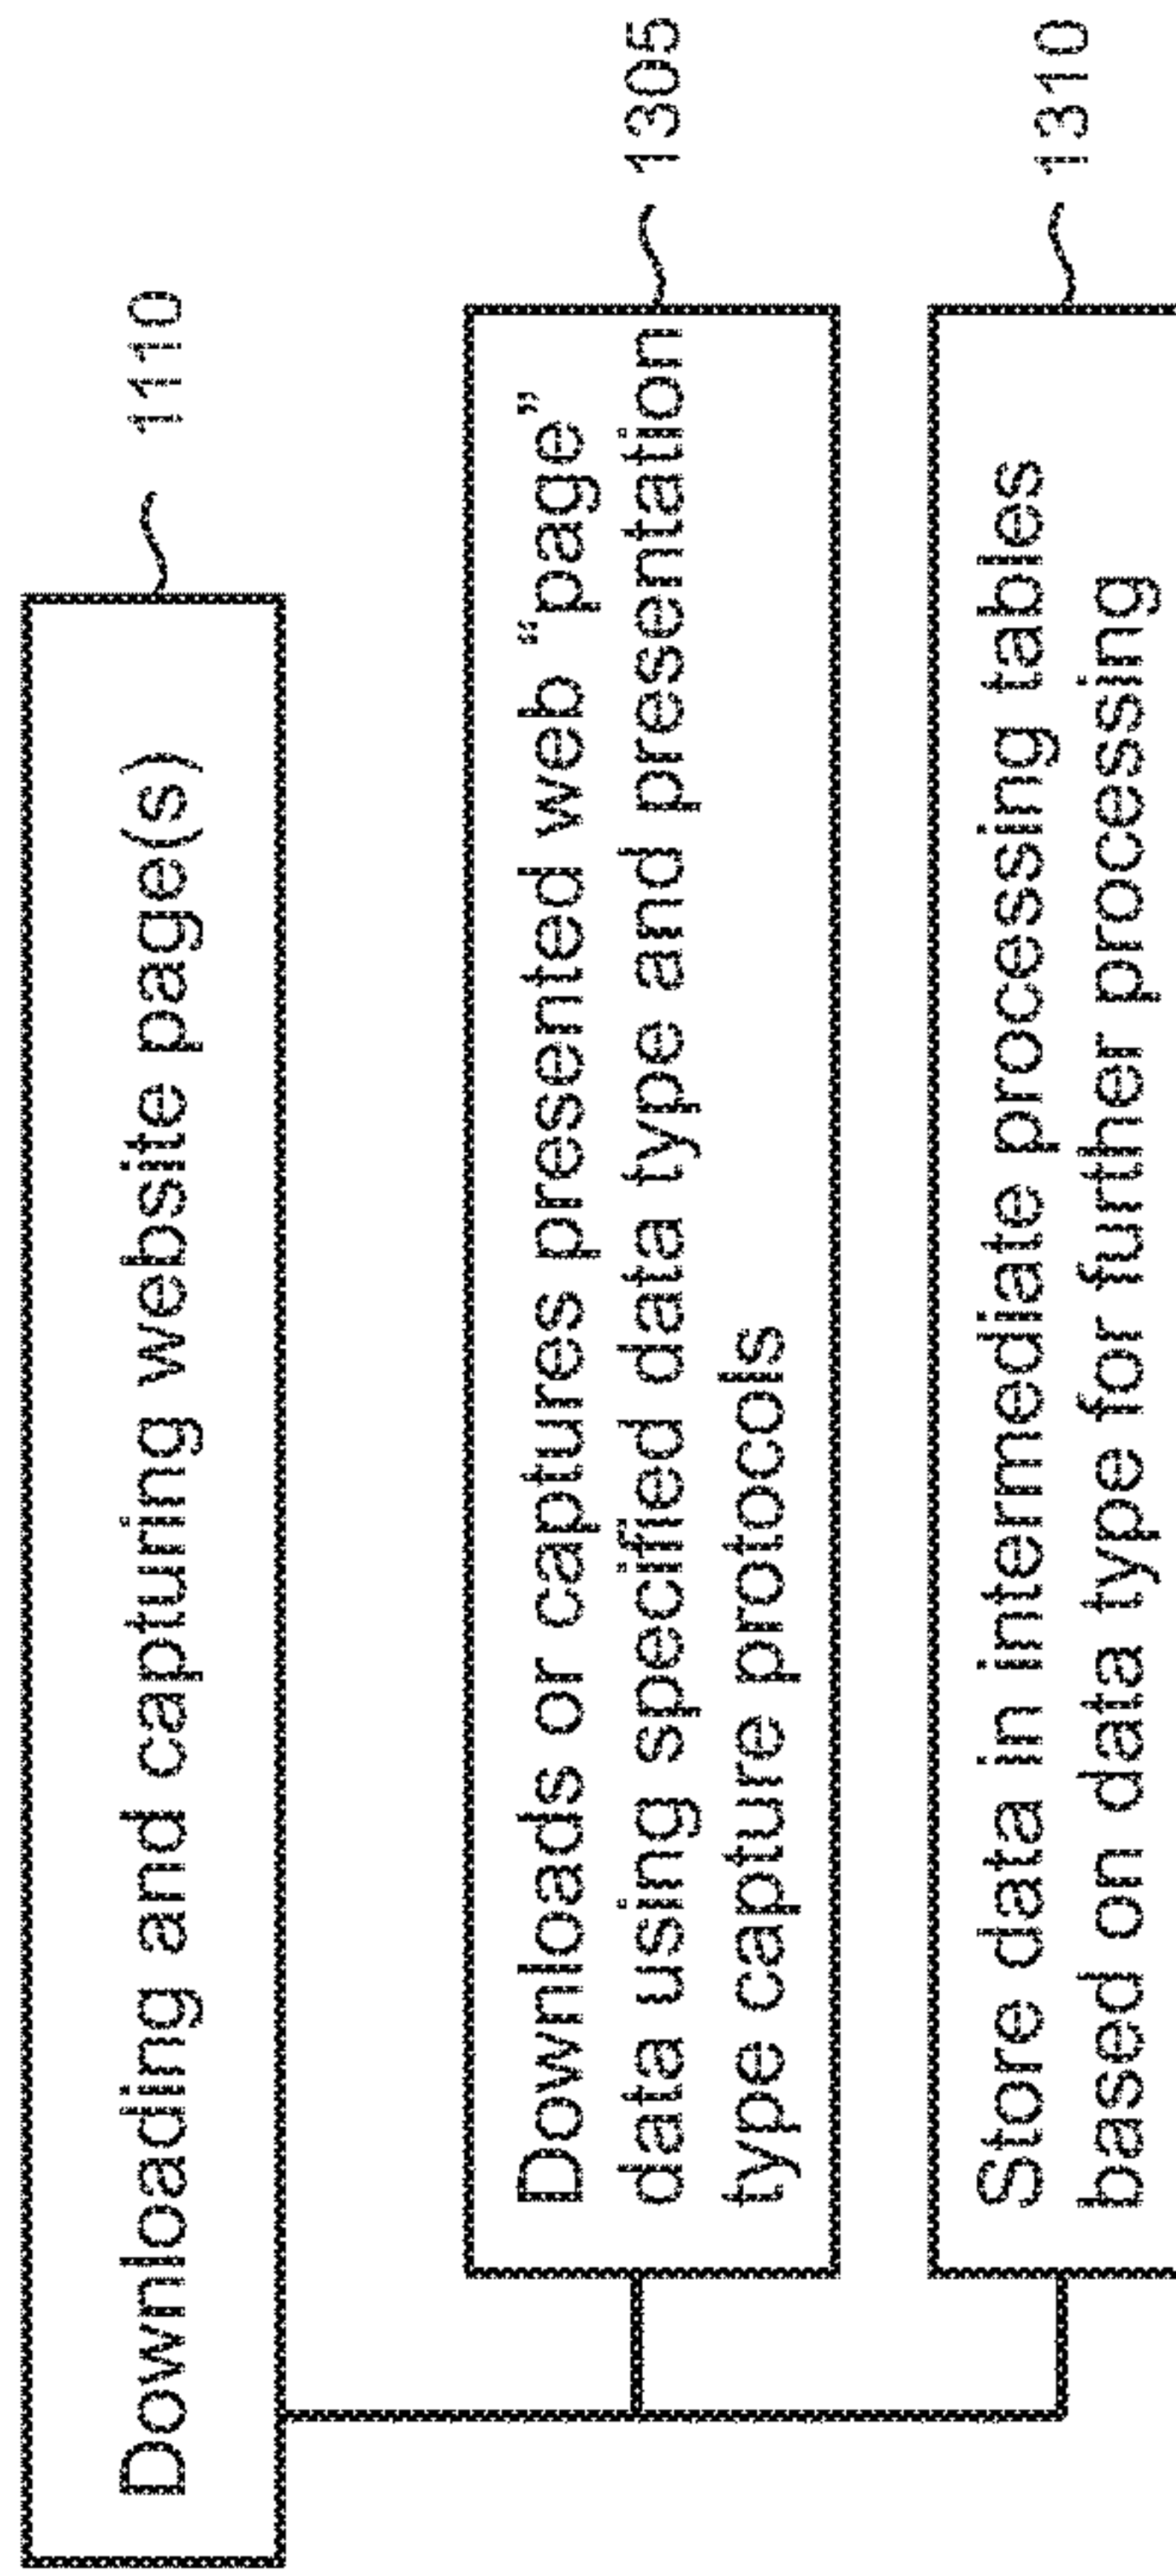 Downloading and capturing website page(s)
1110
Downloads or captures presented web "page"
data using specified data type and presentation
type capture protocols
1305
Store data in intermediate processing tables
based on data type for further processing
1310